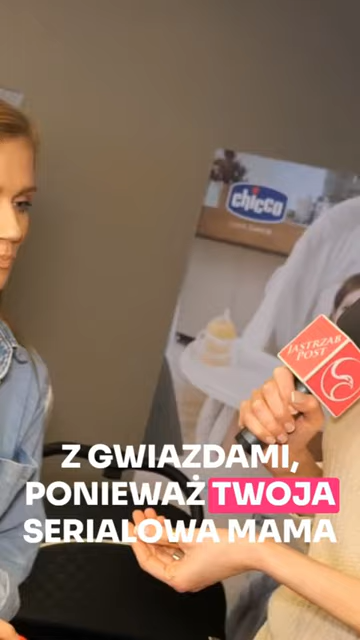 chicco
JASTRZĄB
POST
Z GWIAZDAMI,
PONIEWAŻ TWOJA
SERIALOWA MAMA